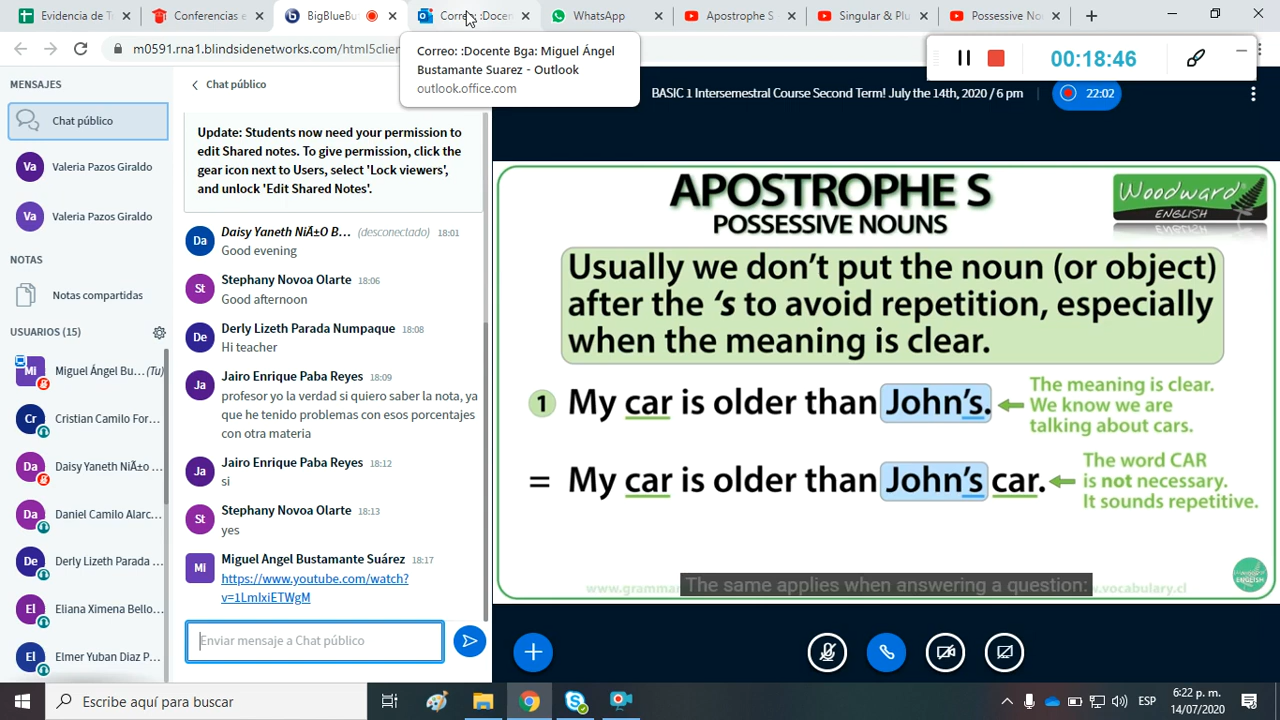 Evidencia de T
Conferencias e
BigBlueBu
Correo: :Docen
WhatsApp
Apostrophe S
Singular & Plu
Possessive No
m0591.rna1.blindsidenetworks.com/html5clien
Correo: :Docente Bga: Miguel Ángel
Bustamante Suarez - Outlook
outlook.office.com
00:18:46
MENSAJES
Chat público
Valeria Pazos Giraldo
Valeria Pazos Giraldo
NOTAS
Notas compartidas
USUARIOS (15)
Miguel Ángel Bu... (Tu)
Cristian Camilo For...
Daisy Yaneth NiÃ±o ...
Daniel Camilo Alarc...
Derly Lizeth Parada ...
Eliana Ximena Bello...
Elmer Yuban Diaz P...
Chat público
Update: Students now need your permission to
edit Shared notes. To give permission, click the
gear icon next to Users, select 'Lock viewers',
and unlock 'Edit Shared Notes'.
Daisy Yaneth NiÃ±O B... (desconectado) 18:01
Good evening
Stephany Novoa Olarte 18:06
Good afternoon
Derly Lizeth Parada Numpaque 18:08
Hi teacher
Jairo Enrique Paba Reyes 18:09
profesor yo la verdad si quiero saber la nota, ya
que he tenido problemas con esos porcentajes
con otra materia
Jairo Enrique Paba Reyes 18:12
si
Stephany Novoa Olarte 18:13
yes
Miguel Angel Bustamante Suárez 18:17
https://www.youtube.com/watch?
v=1LmIxiETWgM
Enviar mensaje a Chat público
BASIC 1 Intersemestral Course Second Term! July the 14th, 2020 / 6 pm
22:02
APOSTROPHE S
POSSESSIVE NOUNS
Woodward
ENGLISH
Usually we don't put the noun (or object)
after the 's to avoid repetition, especially
when the meaning is clear.
1 My car is older than John's.
The meaning is clear.
We know we are
talking about cars.
= My car is older than John's car.
The word CAR
is not necessary.
It sounds repetitive.
The same applies when answering a question:
Escribe aquí para buscar
ESP
6:22 p. m.
14/07/2020